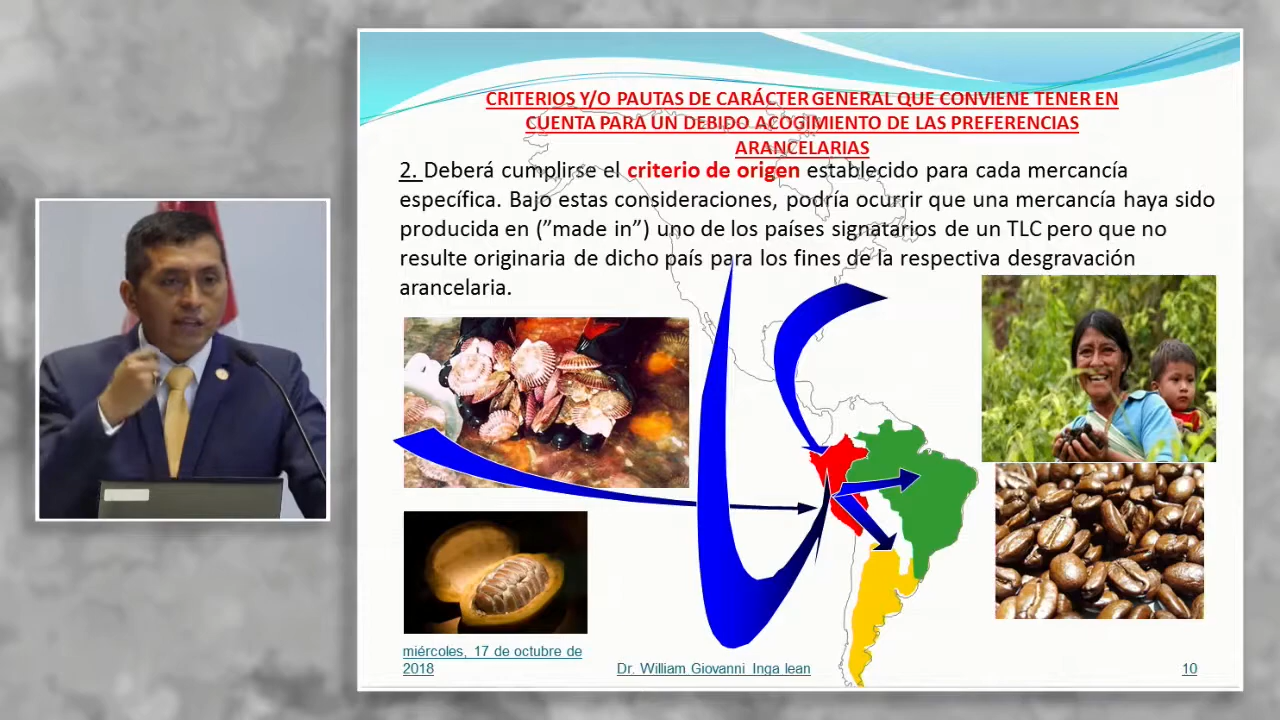 CRITERIOS Y/O PAUTAS DE CARÁCTER GENERAL QUE CONVIENE TENER EN
CUENTA PARA UN DEBIDO ACOGIMIENTO DE LAS PREFERENCIAS
ARANCELARIAS
2. Deberá cumplirse el criterio de origen establecido para cada mercancía
específica. Bajo estas consideraciones, podría ocurrir que una mercancía haya sido
producida en (”made in”) uno de los países signatarios de un TLC pero que no
resulte originaria de dicho país para los fines de la respectiva desgravación
arancelaria.
miércoles, 17 de octubre de
2018
Dr. William Giovanni Inga Iean
10